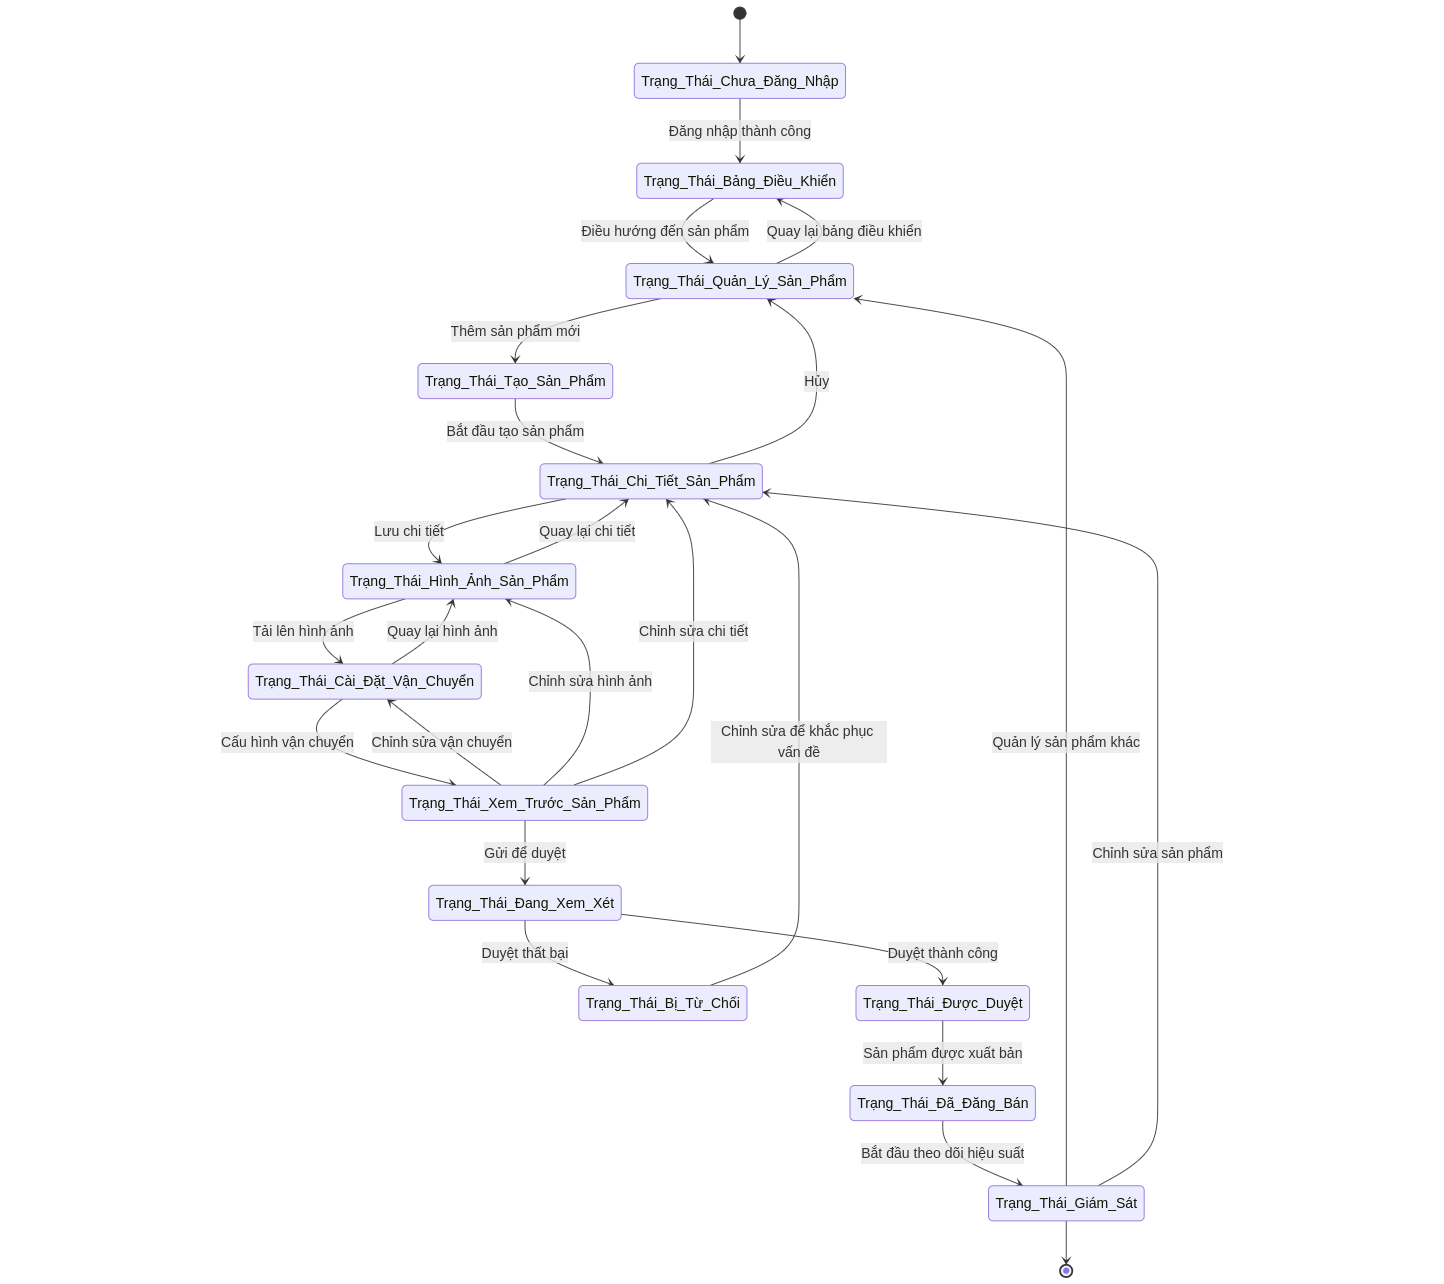 Trạng_Thái_Chưa_Đăng_Nhập
Đăng nhập thành công
Trạng_Thái_Bảng_Điều_Khiển
Điều hướng đến sản phẩm
Quay lại bảng điều khiển
Trạng_Thái_Quản_Lý_Sản_Phẩm
Thêm sản phẩm mới
Trạng_Thái_Tạo_Sản_Phẩm
Hủy
Bắt đầu tạo sản phẩm
Trạng_Thái_Chi_Tiết_Sản_Phẩm
Lưu chi tiết
Quay lại chi tiết
Trạng_Thái_Hình_Ảnh_Sản_Phẩm
Tải lên hình ảnh
Quay lại hình ảnh
Chỉnh sửa chi tiết
Trạng_Thái_Cài_Đặt_Vận_Chuyển
Chỉnh sửa hình ảnh
Cấu hình vận chuyển
Chỉnh sửa vận chuyển
Chỉnh sửa để khắc phục
vấn đề
Quản lý sản phẩm khác
Trạng_Thái_Xem_Trước_Sản_Phẩm
Gửi để duyệt
Chỉnh sửa sản phẩm
Trạng_Thái_Đang_Xem_Xét
Duyệt thất bại
Duyệt thành công
Trạng_Thái_Bị_Từ_Chối
Trạng_Thái_Được_Duyệt
Sản phẩm được xuất bản
Trạng_Thái_Đã_Đăng_Bán
Bắt đầu theo dõi hiệu suất
Trạng_Thái_Giám_Sát